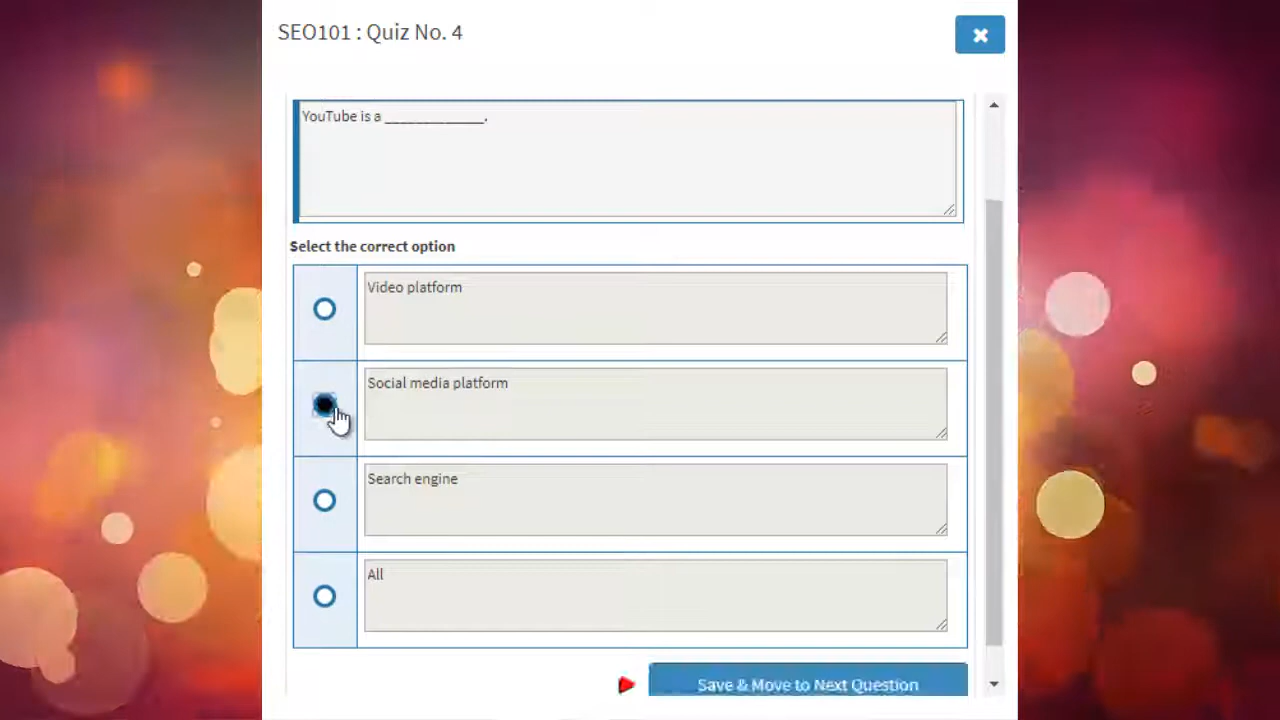 SEO101 : Quiz No. 4
YouTube is a _____________.
Select the correct option
Video platform
Social media platform
Search engine
All
Save & Move to Next Question